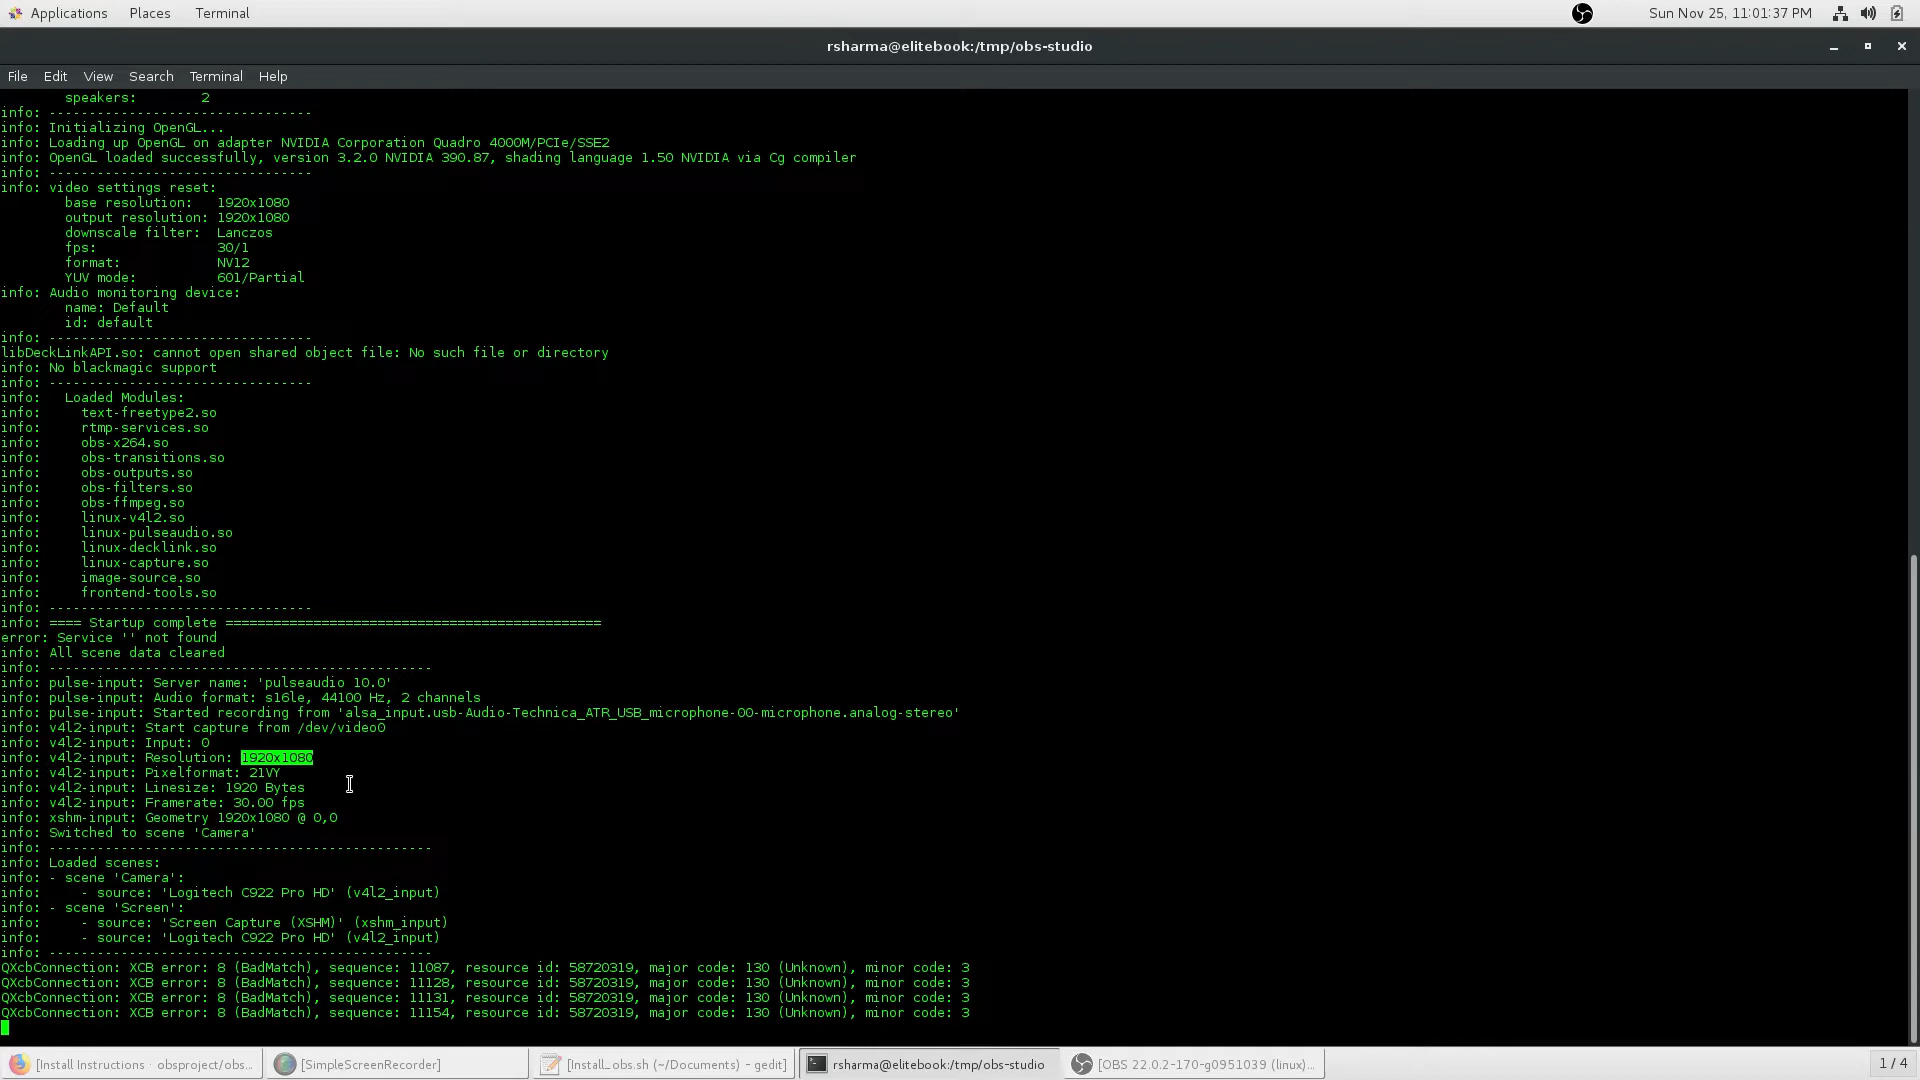 Applications Places Terminal Sun Nov 25, 11:01:37 PM
rsharma@elitebook:/tmp/obs-studio
File Edit View Search Terminal Help
speakers: 2
info: ---------------------------------
info: Initializing OpenGL...
info: Loading up OpenGL on adapter NVIDIA Corporation Quadro 4000M/PCIe/SSE2
info: OpenGL loaded successfully, version 3.2.0 NVIDIA 390.87, shading language 1.50 NVIDIA via Cg compiler
info: ---------------------------------
info: video settings reset:
base resolution: 1920x1080
output resolution: 1920x1080
downscale filter: Lanczos
fps: 30/1
format: NV12
YUV mode: 601/Partial
info: Audio monitoring device:
name: Default
id: default
info: ---------------------------------
libDeckLinkAPI.so: cannot open shared object file: No such file or directory
info: No blackmagic support
info: ---------------------------------
info: Loaded Modules:
info: text-freetype2.so
info: rtmp-services.so
info: obs-x264.so
info: obs-transitions.so
info: obs-outputs.so
info: obs-filters.so
info: obs-ffmpeg.so
info: linux-v4l2.so
info: linux-pulseaudio.so
info: linux-decklink.so
info: linux-capture.so
info: image-source.so
info: frontend-tools.so
info: ---------------------------------
info: ==== Startup complete ===============================================
error: Service '' not found
info: All scene data cleared
info: ------------------------------------------------
info: pulse-input: Server name: 'pulseaudio 10.0'
info: pulse-input: Audio format: s16le, 44100 Hz, 2 channels
info: pulse-input: Started recording from 'alsa_input.usb-Audio-Technica_ATR_USB_microphone-00-microphone.analog-stereo'
info: v4l2-input: Start capture from /dev/video0
info: v4l2-input: Input: 0
info: v4l2-input: Resolution: 1920x1080
info: v4l2-input: Pixelformat: 21VY
info: v4l2-input: Linesize: 1920 Bytes
info: v4l2-input: Framerate: 30.00 fps
info: xshm-input: Geometry 1920x1080 @ 0,0
info: Switched to scene 'Camera'
info: ------------------------------------------------
info: Loaded scenes:
info: - scene 'Camera':
info: - source: 'Logitech C922 Pro HD' (v4l2_input)
info: - scene 'Screen':
info: - source: 'Screen Capture (XSHM)' (xshm_input)
info: - source: 'Logitech C922 Pro HD' (v4l2_input)
info: ------------------------------------------------
QXcbConnection: XCB error: 8 (BadMatch), sequence: 11087, resource id: 58720319, major code: 130 (Unknown), minor code: 3
QXcbConnection: XCB error: 8 (BadMatch), sequence: 11128, resource id: 58720319, major code: 130 (Unknown), minor code: 3
QXcbConnection: XCB error: 8 (BadMatch), sequence: 11131, resource id: 58720319, major code: 130 (Unknown), minor code: 3
QXcbConnection: XCB error: 8 (BadMatch), sequence: 11154, resource id: 58720319, major code: 130 (Unknown), minor code: 3
[Install Instructions · obsproject/obs... [SimpleScreenRecorder] [Install_obs.sh (~/Documents) - gedit] rsharma@elitebook:/tmp/obs-studio [OBS 22.0.2-170-g0951039 (linux)... 1 / 4